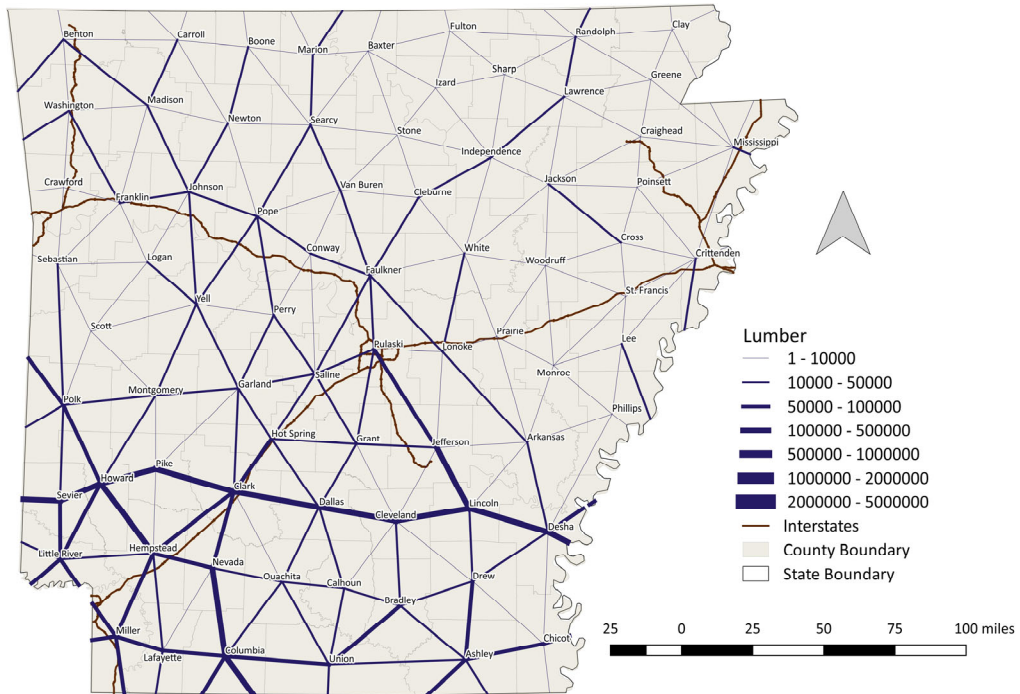 Fulton
Clay
Benton
Carroll
Boone
Marion
Baxter
Randolph
Sharp
Izard
Greene
Washington
Madison
Lawrence
Newton
Searcy
Stone
Craighead
Mississippi
Independence
Crawford
Franklin
Johnson
Van Buren
Cleburne
Jackson
Poinsett
Pope
Conway
White
Cross
Sebastian
Logan
Faulkner
Woodruff
Crittenden
Yell
Perry
St. Francis
Scott
Pulaski
Lonoke
Prairie
Lee
Saline
Monroe
Polk
Montgomery
Garland
Phillips
Hot Spring
Grant
Jefferson
Arkansas
Pike
Howard
Sevier
Clark
Dallas
Cleveland
Lincoln
Desha
Little River
Hempstead
Nevada
Ouachita
Calhoun
Drew
Bradley
Miller
Lafayette
Columbia
Union
Ashley
Chicot
Lumber
1 - 10000
10000 - 50000
50000 - 100000
100000 - 500000
500000 - 1000000
1000000 - 2000000
2000000 - 5000000
Interstates
County Boundary
State Boundary
25 0 25 50 75 100 miles